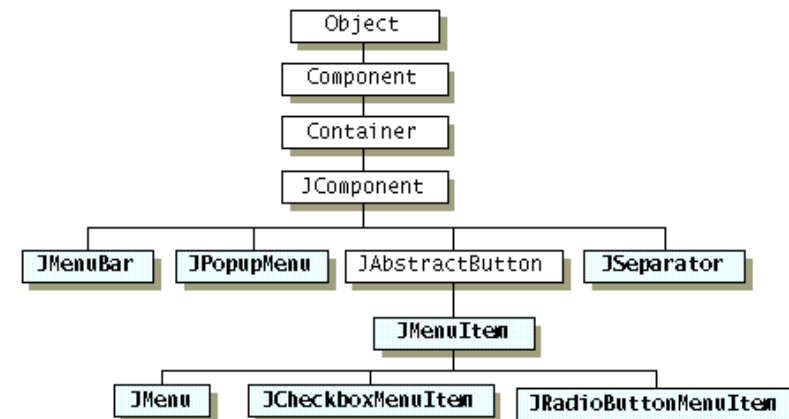 Object
Component
Container
JComponent
JMenuBar
JPopupMenu
JAbstractButton
JSeparator
JMenuItem
JMenu
JCheckboxMenuItem
JRadioButtonMenuItem